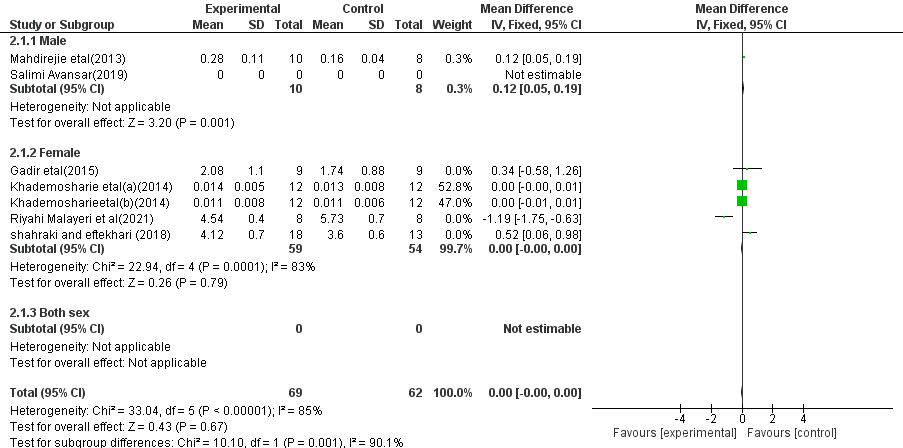 Experimental Control Mean Difference Mean Difference
Study or Subgroup Mean SD Total Mean SD Total Weight IV, Fixed, 95% CI IV, Fixed, 95% CI
2.1.1 Male
Mahdirejie etal(2013) 0.28 0.11 10 0.16 0.04 8 0.3% 0.12 [0.05, 0.19]
Salimi Avansar(2019) 0 0 0 0 0 0 Not estimable
Subtotal (95% CI) 10 8 0.3% 0.12 [0.05, 0.19]
Heterogeneity: Not applicable
Test for overall effect: Z = 3.20 (P = 0.001)
2.1.2 Female
Gadir etal(2015) 2.08 1.1 9 1.74 0.88 9 0.0% 0.34 [-0.58, 1.26]
Khademosharie etal(a)(2014) 0.014 0.005 12 0.013 0.008 12 52.8% 0.00 [-0.00, 0.01]
Khademosharieetal(b)(2014) 0.011 0.008 12 0.011 0.006 12 47.0% 0.00 [-0.01, 0.01]
Riyahi Malayeri et al(2021) 4.54 0.4 8 5.73 0.7 8 0.0% -1.19 [-1.75, -0.63]
shahraki and eftekhari (2018) 4.12 0.7 18 3.6 0.6 13 0.0% 0.52 [0.06, 0.98]
Subtotal (95% CI) 59 54 99.7% 0.00 [-0.00, 0.00]
Heterogeneity: Chi² = 22.94, df = 4 (P = 0.0001); I² = 83%
Test for overall effect: Z = 0.26 (P = 0.79)
2.1.3 Both sex
Subtotal (95% CI) 0 0 Not estimable
Heterogeneity: Not applicable
Test for overall effect: Not applicable
Total (95% CI) 69 62 100.0% 0.00 [-0.00, 0.00]
Heterogeneity: Chi² = 33.04, df = 5 (P < 0.00001); I² = 85%
Test for overall effect: Z = 0.43 (P = 0.67)
Test for subgroup differences: Chi² = 10.10, df = 1 (P = 0.001), I² = 90.1%
-4 -2 0 2 4
Favours [experimental] Favours [control]